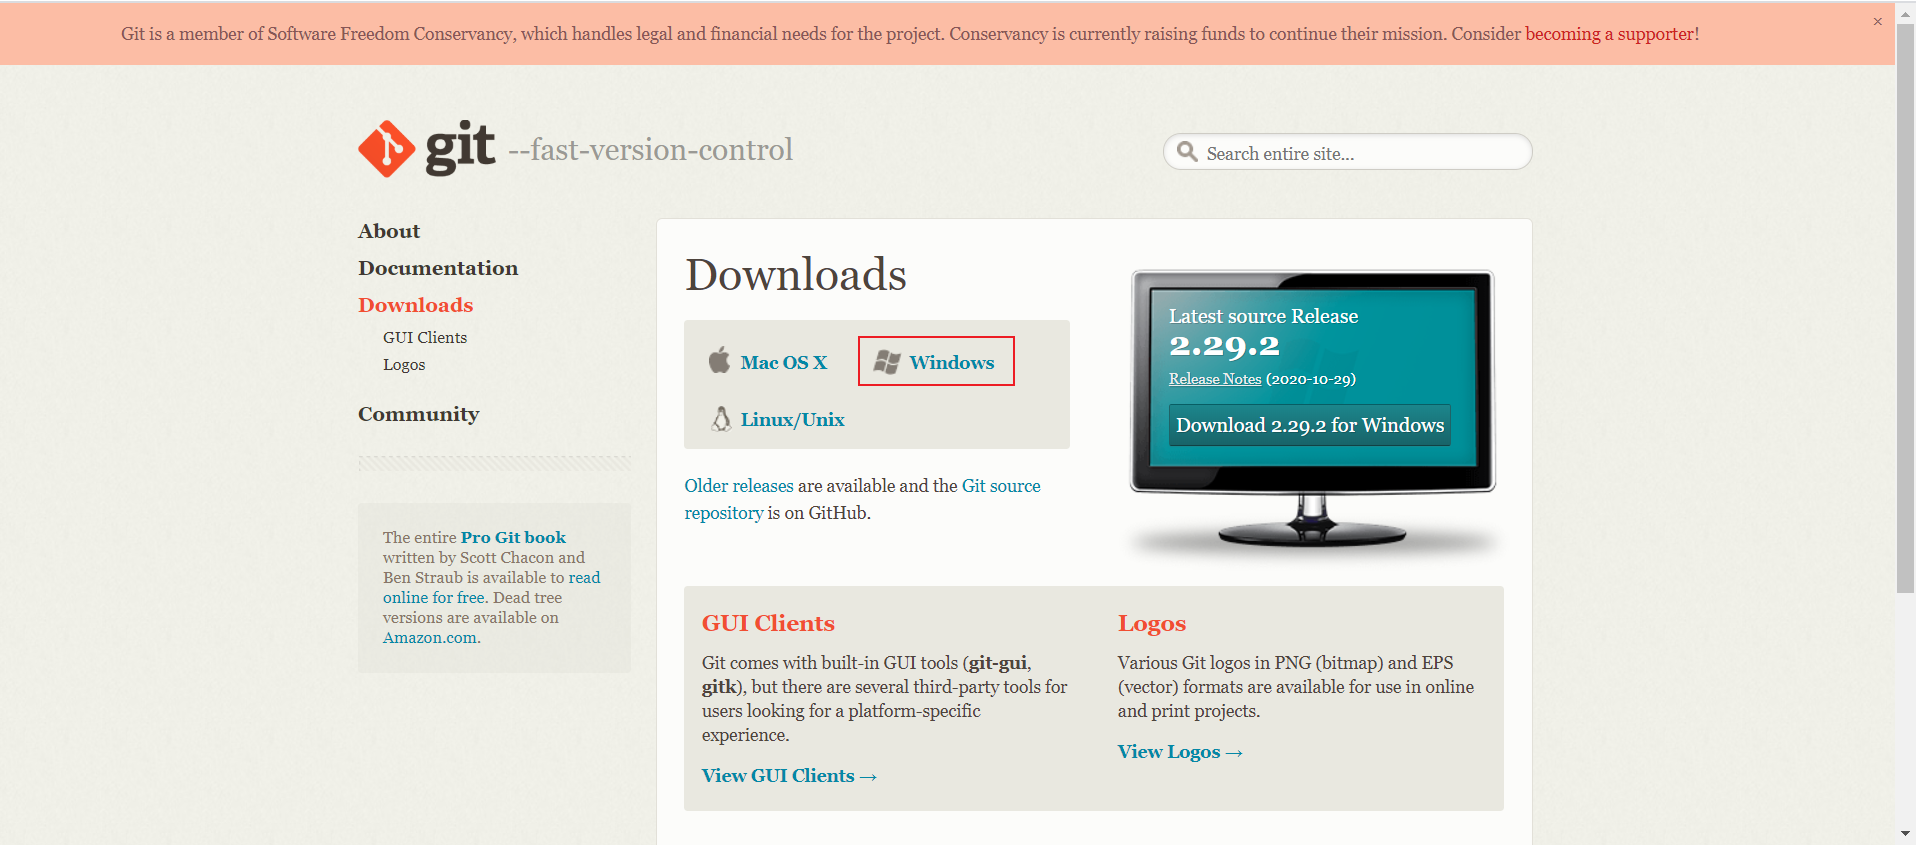 Git is a member of Software Freedom Conservancy, which handles legal and financial needs for the project. Conservancy is currently raising funds to continue their mission. Consider becoming a supporter!
×
git --fast-version-control
Search entire site...
About
Documentation
Downloads
GUI Clients
Logos
Community
The entire Pro Git book
written by Scott Chacon and
Ben Straub is available to read
online for free. Dead tree
versions are available on
Amazon.com.
Downloads
Mac OS X
Windows
Linux/Unix
Older releases are available and the Git source
repository is on GitHub.
Latest source Release
2.29.2
Release Notes (2020-10-29)
Download 2.29.2 for Windows
GUI Clients
Git comes with built-in GUI tools (git-gui,
gitk), but there are several third-party tools for
users looking for a platform-specific
experience.
View GUI Clients →
Logos
Various Git logos in PNG (bitmap) and EPS
(vector) formats are available for use in online
and print projects.
View Logos →